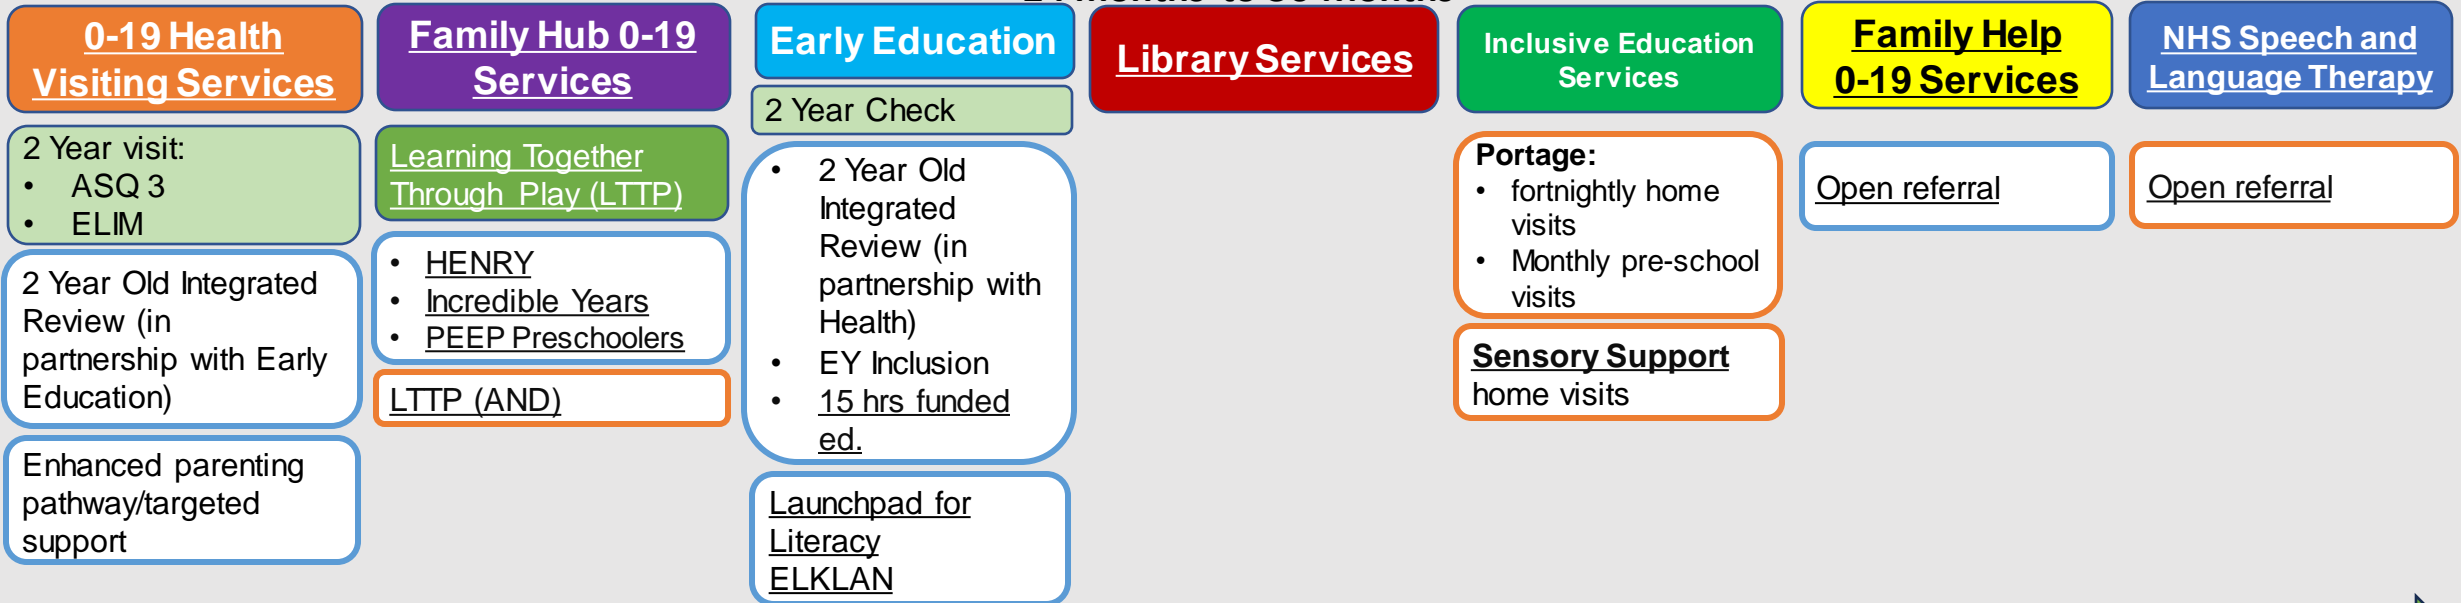 0-19 Health
Visiting Services
2 Year visit:
• ASQ 3
• ELIM
2 Year Old Integrated
Review (in
partnership with Early
Education)
Enhanced parenting
pathway/targeted
support
Family Hub 0-19
Services
Learning Together
Through Play (LTTP)
• HENRY
• Incredible Years
• PEEP Preschoolers
LTTP (AND)
Early Education
2 Year Check
• 2 Year Old
Integrated
Review (in
partnership with
Health)
• EY Inclusion
• 15 hrs funded
ed.
Launchpad for
Literacy
ELKLAN
Library Services
Inclusive Education
Services
Portage:
• fortnightly home
visits
• Monthly pre-school
visits
Sensory Support
home visits
Family Help
0-19 Services
Open referral
NHS Speech and
Language Therapy
Open referral